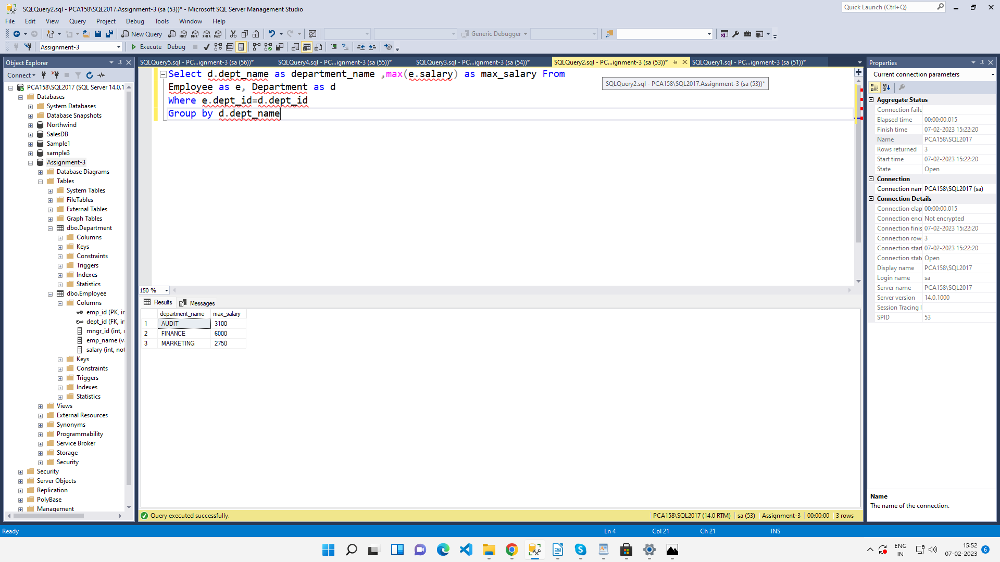 SQLQuery2.sql - PCA158\SQL2017.Assignment-3 (sa (53))* - Microsoft SQL Server Management Studio
Quick Launch (Ctrl+Q)
File Edit View Query Project Debug Tools Window Help
New Query MDX DMX XMLA DAX Generic Debugger
Assignment-3 Execute Debug
Object Explorer
SQLQuery5.sql - PC...ignment-3 (sa (56))* SQLQuery4.sql - PC...ignment-3 (sa (55))* SQLQuery3.sql - PC...ignment-3 (sa (54))* SQLQuery2.sql - PC...ignment-3 (sa (53))* SQLQuery1.sql - PC...ignment-3 (sa (51))*
Connect
PCA158\SQL2017 (SQL Server 14.0.1
Databases
System Databases
Database Snapshots
Northwind
SalesDB
Sample1
sample3
Assignment-3
Database Diagrams
Tables
System Tables
FileTables
External Tables
Graph Tables
dbo.Department
Columns
Keys
Constraints
Triggers
Indexes
Statistics
dbo.Employee
Columns
emp_id (PK, in
dept_id (FK, in
mngr_id (int, n
emp_name (va
salary (int, not
Keys
Constraints
Triggers
Indexes
Statistics
Views
External Resources
Synonyms
Programmability
Service Broker
Storage
Security
Security
Server Objects
Replication
PolyBase
Management
Select d.dept_name as department_name ,max(e.salary) as max_salary From
Employee as e, Department as d
Where e.dept_id=d.dept_id
Group by d.dept_name
SQLQuery2.sql - PCA158\SQL2017.Assignment-3 (sa (53))*
150 %
Results Messages
department_name max_salary
1 AUDIT 3100
2 FINANCE 6000
3 MARKETING 2750
Query executed successfully.
PCA158\SQL2017 (14.0 RTM) sa (53) Assignment-3 00:00:00 3 rows
Properties
Current connection parameters
Aggregate Status
Connection failu
Elapsed time 00:00:00.015
Finish time 07-02-2023 15:22:20
Name PCA158\SQL2017
Rows returned 3
Start time 07-02-2023 15:22:20
State Open
Connection
Connection nam PCA158\SQL2017 (sa)
Connection Details
Connection elap 00:00:00.015
Connection encr Not encrypted
Connection finis 07-02-2023 15:22:20
Connection row 3
Connection start 07-02-2023 15:22:20
Connection state Open
Display name PCA158\SQL2017
Login name sa
Server name PCA158\SQL2017
Server version 14.0.1000
Session Tracing I
SPID 53
Name
The name of the connection.
Ready Ln 4 Col 21 Ch 21 INS
ENG
IN
15:52
07-02-2023
6